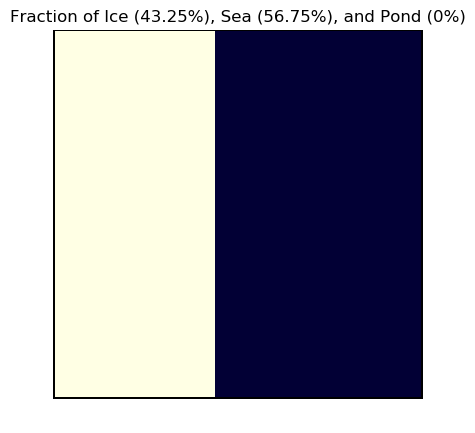 Fraction of Ice (43.25%), Sea (56.75%), and Pond (0%)